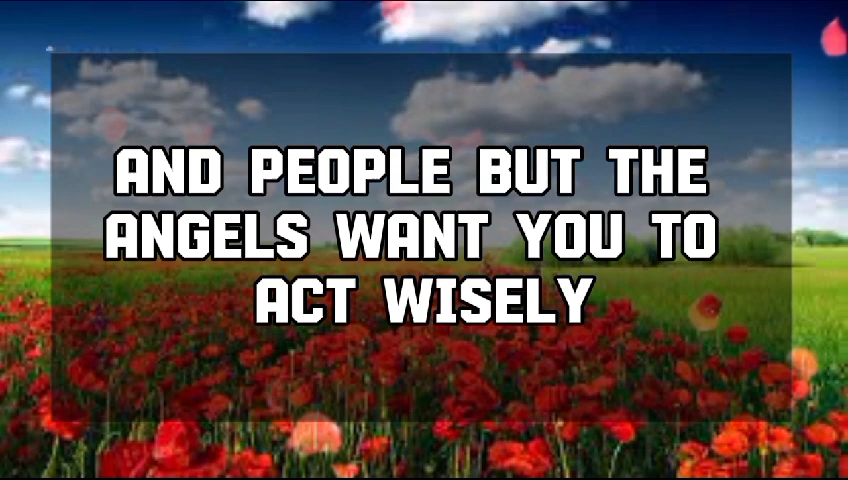 AND PEOPLE BUT THE
ANGELS WANT YOU TO
ACT WISELY